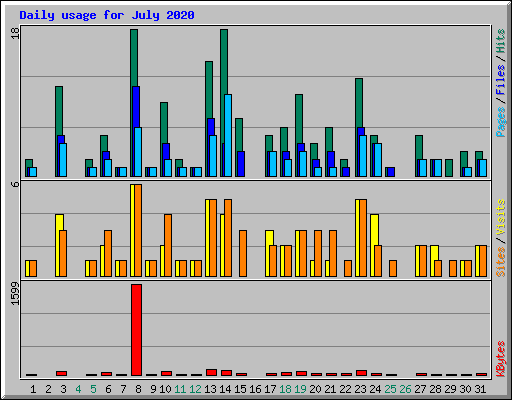 Daily usage for July 2020
18
6
1599
Pages/Files/Hits
Sites/Visits
KBytes
1 2 3 4 5 6 7 8 9 10 11 12 13 14 15 16 17 18 19 20 21 22 23 24 25 26 27 28 29 30 31